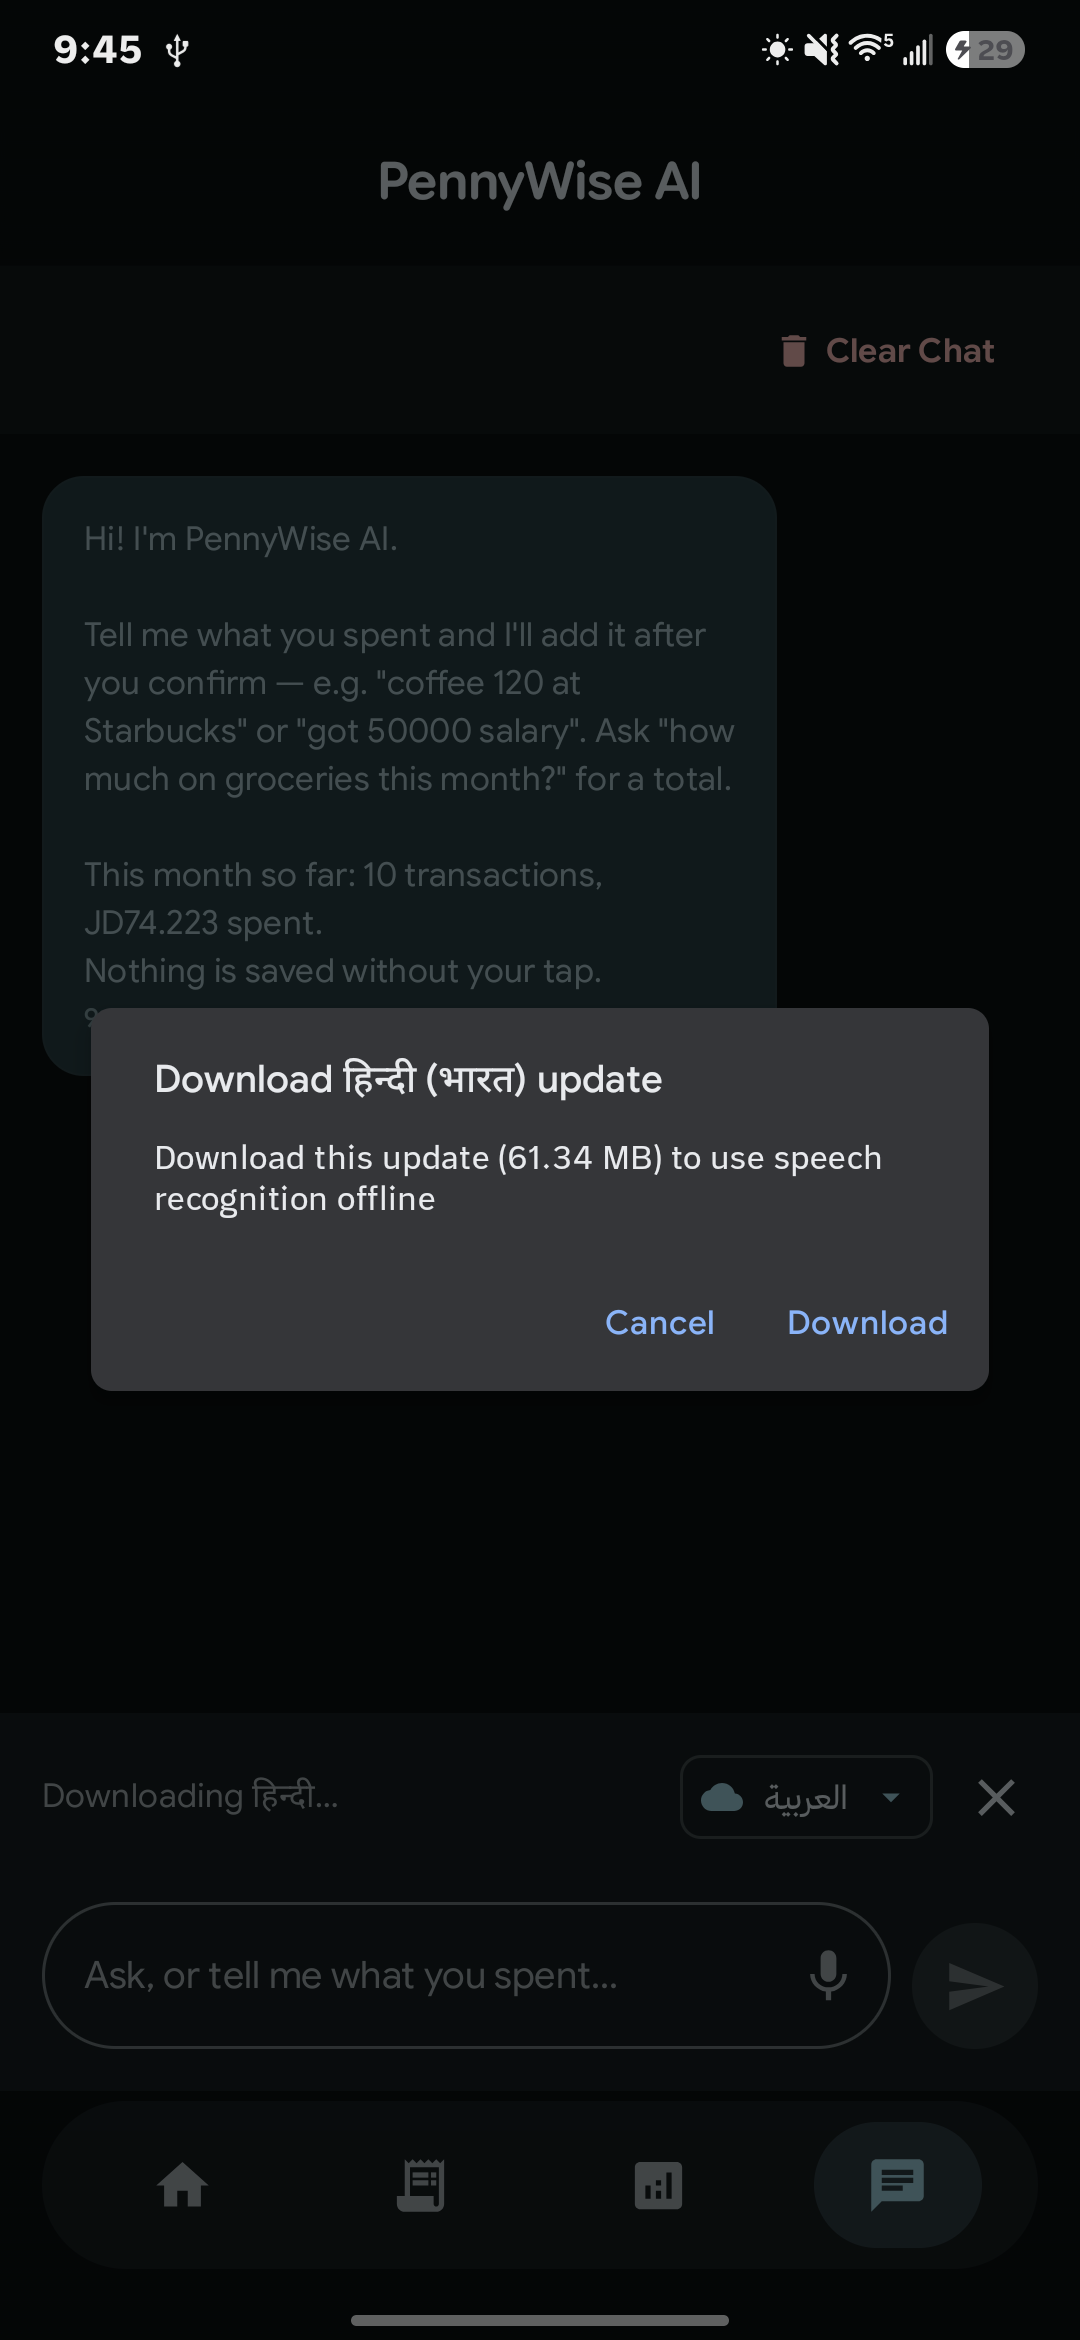 9:45
5
29
PennyWise AI
Clear Chat
Hi! I'm PennyWise AI.
Tell me what you spent and I'll add it after
you confirm — e.g. "coffee 120 at
Starbucks" or "got 50000 salary". Ask "how
much on groceries this month?" for a total.
This month so far: 10 transactions,
JD74.223 spent.
Nothing is saved without your tap.
Download हिन्दी (भारत) update
Download this update (61.34 MB) to use speech
recognition offline
Cancel Download
Downloading हिन्दी...
العربية
Ask, or tell me what you spent...